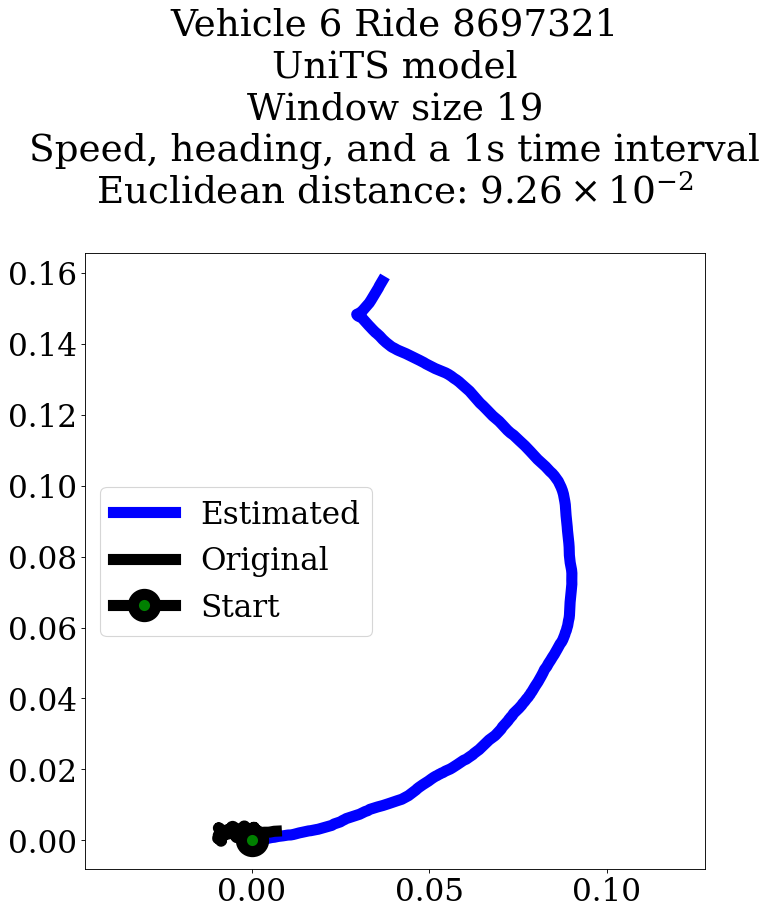 Vehicle 6 Ride 8697321
UniTS model
Window size 19
Speed, heading, and a 1s time interval
Euclidean distance: 9.26 × 10⁻²
0.16
0.14
0.12
0.10
0.08
0.06
0.04
0.02
0.00
Estimated
Original
Start
0.00 0.05 0.10